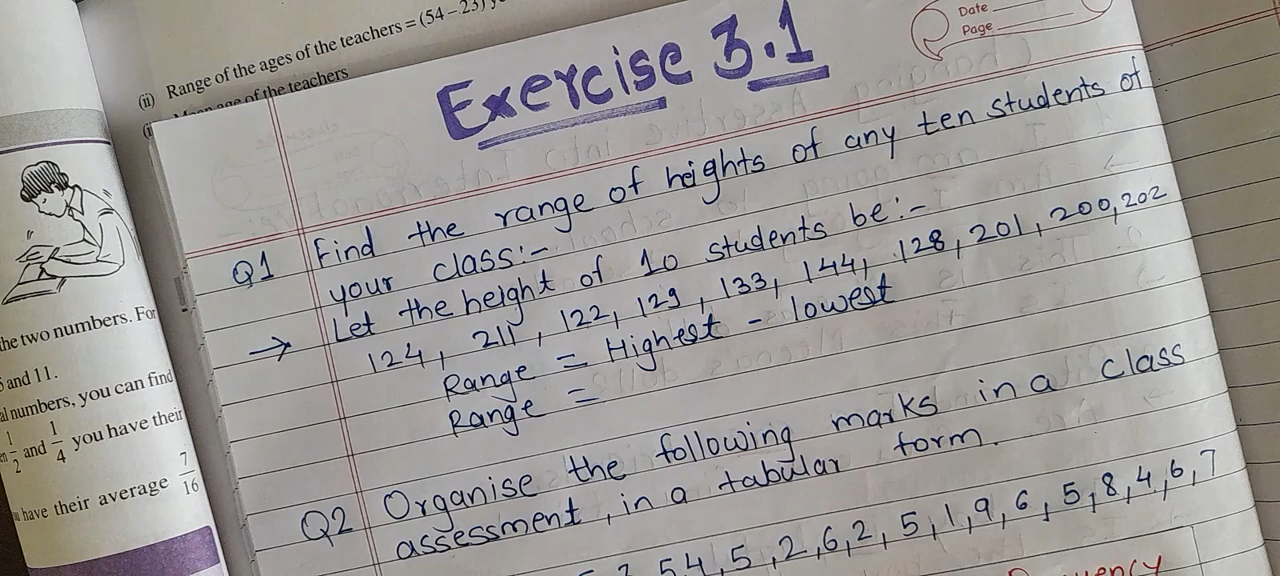 (ii) Range of the ages of the teachers = (54 – 23)
Mean age of the teachers
Date
Page
Exercise 3.1
Q1 Find the range of heights of any ten students of
your class:-
→ Let the height of 10 students be:-
124, 211, 122, 129, 133, 144, 128, 201, 200, 202
Range = Highest - lowest
Range =
Q2 Organise the following marks in a class
assessment, in a tabular form.
5 4, 5, 2, 6, 2, 5, 1, 9, 6, 5, 8, 4, 6, 7
the two numbers. For
and 11.
al numbers, you can find
1/2 and 1/4 you have their
have their average 7/16